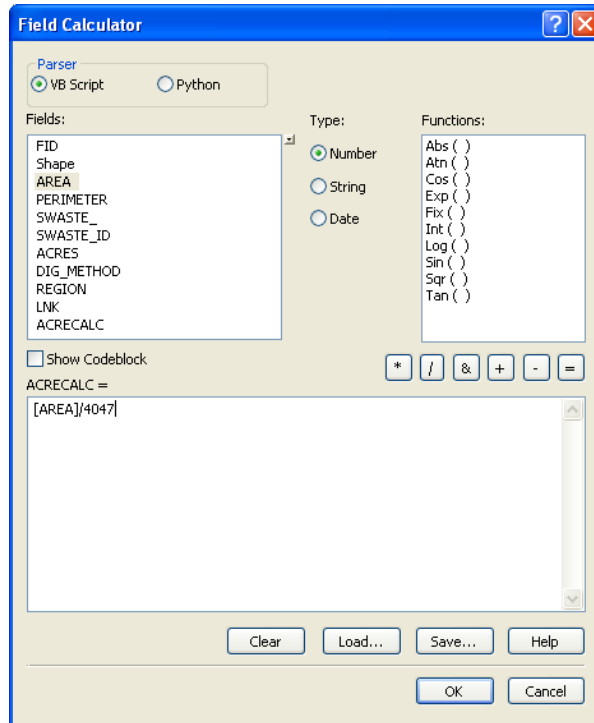 Field Calculator
Parser
VB Script Python
Fields: Type: Functions:
FID
Shape
AREA
PERIMETER
SWASTE_
SWASTE_ID
ACRES
DIG_METHOD
REGION
LNK
ACRECALC
Number
String
Date
Abs ( )
Atn ( )
Cos ( )
Exp ( )
Fix ( )
Int ( )
Log ( )
Sin ( )
Sqr ( )
Tan ( )
Show Codeblock
* / & + - =
ACRECALC =
[AREA]/4047
Clear Load... Save... Help
OK Cancel